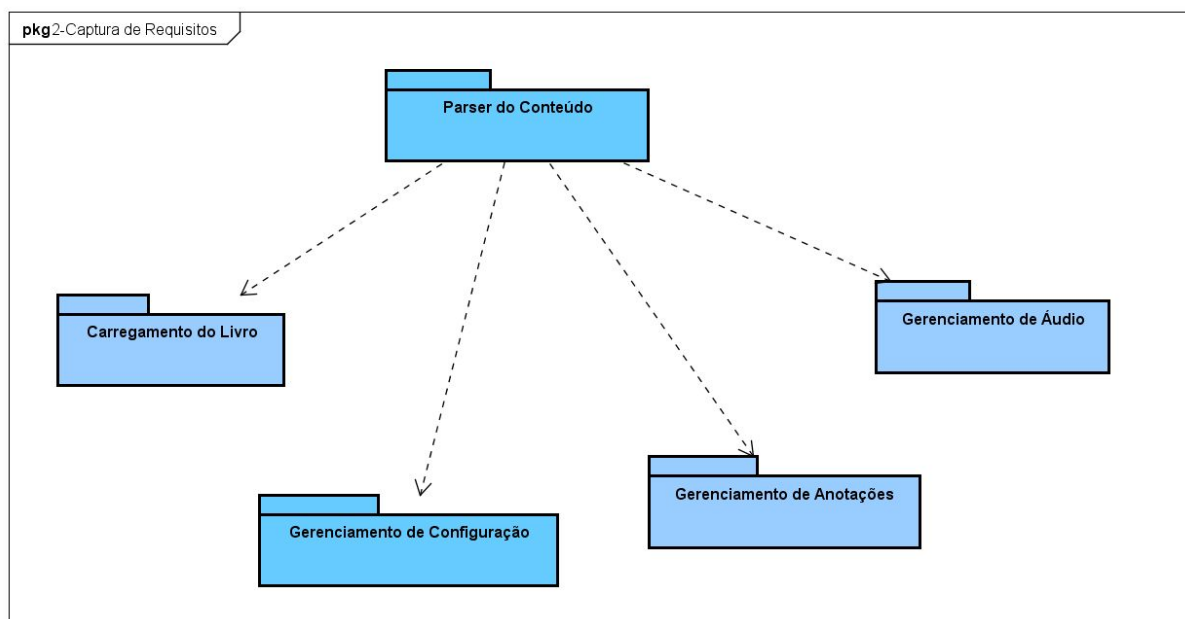 pkg2-Captura de Requisitos
Parser do Conteúdo
Carregamento do Livro
Gerenciamento de Áudio
Gerenciamento de Anotações
Gerenciamento de Configuração